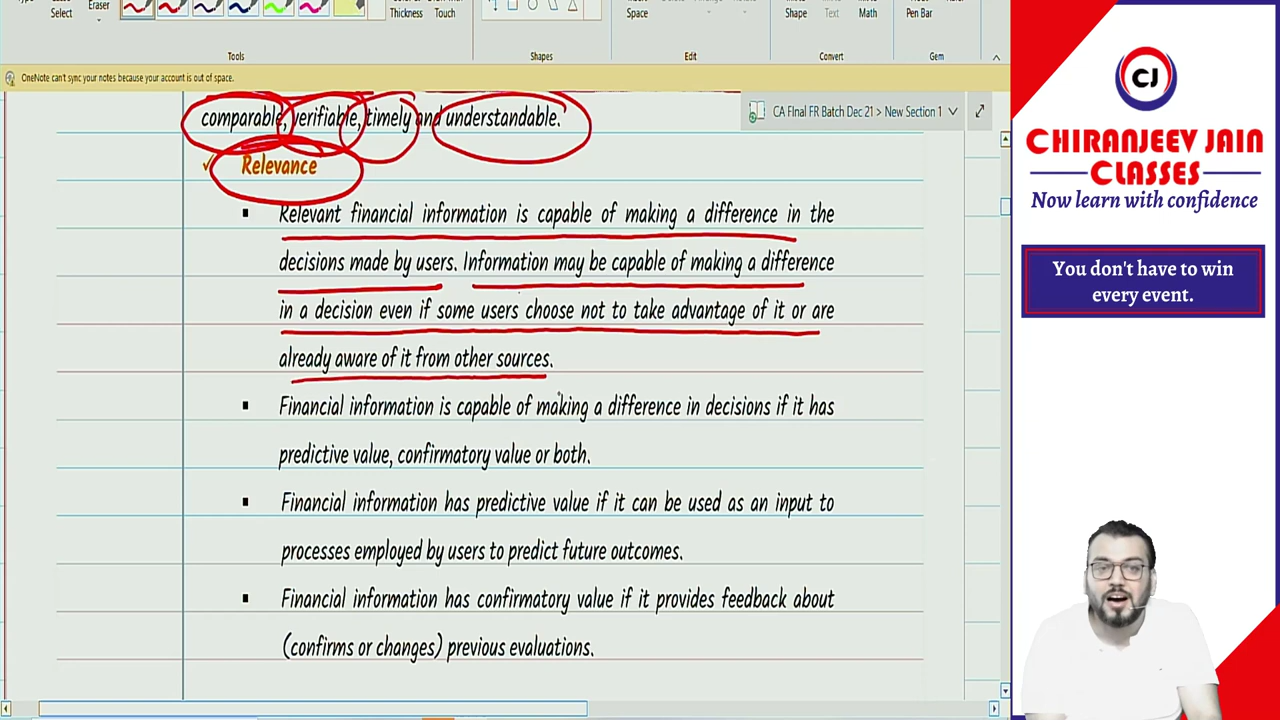 Select
Eraser
Thickness
Touch
Space
Shape
Text
Math
Pen Bar
Tools
Shapes
Edit
Convert
Gem
OneNote can't sync your notes because your account is out of space.
CA FInal FR Batch Dec 21 > New Section 1
comparable, verifiable, timely and understandable.
✓ Relevance
▪ Relevant financial information is capable of making a difference in the
decisions made by users. Information may be capable of making a difference
in a decision even if some users choose not to take advantage of it or are
already aware of it from other sources.
▪ Financial information is capable of making a difference in decisions if it has
predictive value, confirmatory value or both.
▪ Financial information has predictive value if it can be used as an input to
processes employed by users to predict future outcomes.
▪ Financial information has confirmatory value if it provides feedback about
(confirms or changes) previous evaluations.
CJ
CHIRANJEEV JAIN
CLASSES
Now learn with confidence
You don't have to win
every event.